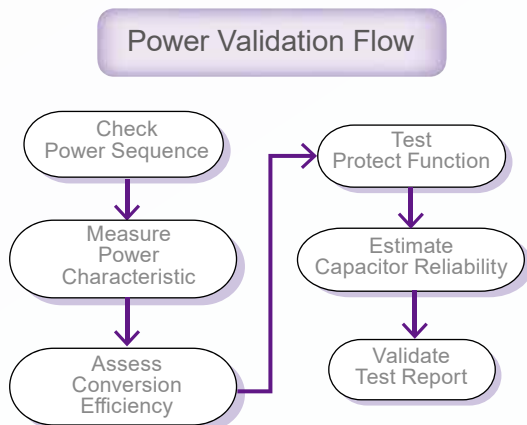 Power Validation Flow
Check
Power Sequence
Measure
Power
Characteristic
Assess
Conversion
Efficiency
Test
Protect Function
Estimate
Capacitor Reliability
Validate
Test Report